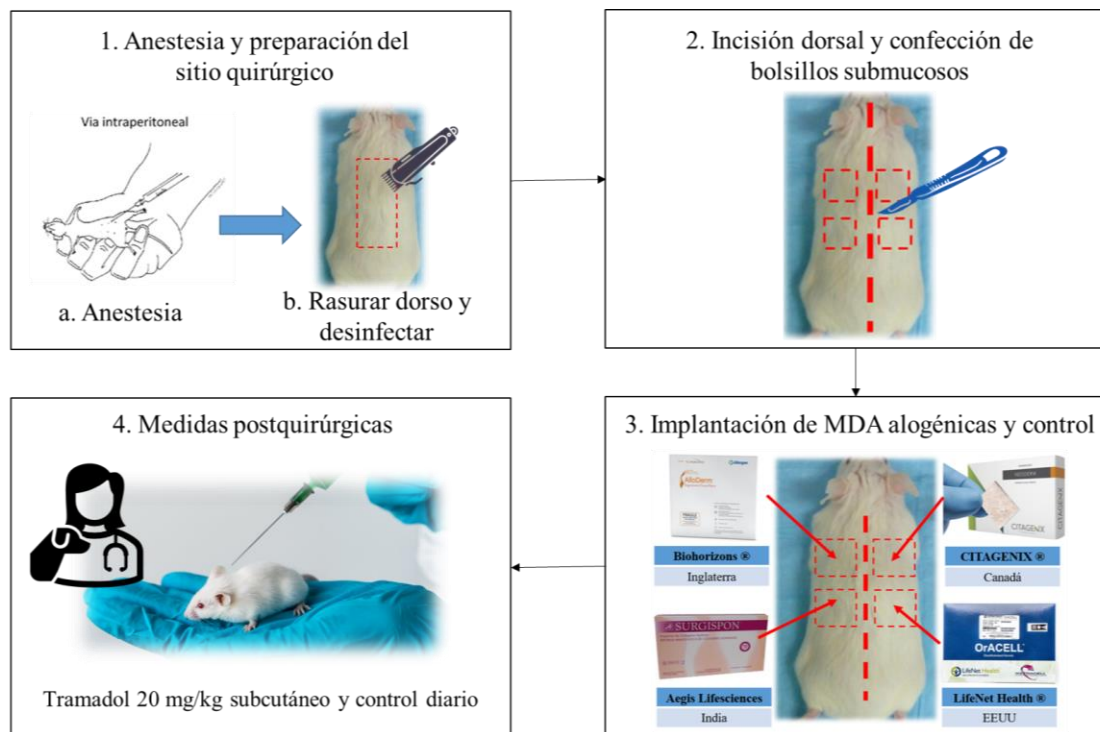 1. Anestesia y preparación del
sitio quirúrgico
Via intraperitoneal
a. Anestesia
b. Rasurar dorso y
desinfectar
2. Incisión dorsal y confección de
bolsillos submucosos
3. Implantación de MDA alogénicas y control
AlloDerm
CITAGENIX
Biohorizons ®
Inglaterra
CITAGENIX ®
Canadá
SURGISPON
OrACELL
LifeNet Health
Aegis Lifesciences
India
LifeNet Health ®
EEUU
4. Medidas postquirúrgicas
Tramadol 20 mg/kg subcutáneo y control diario